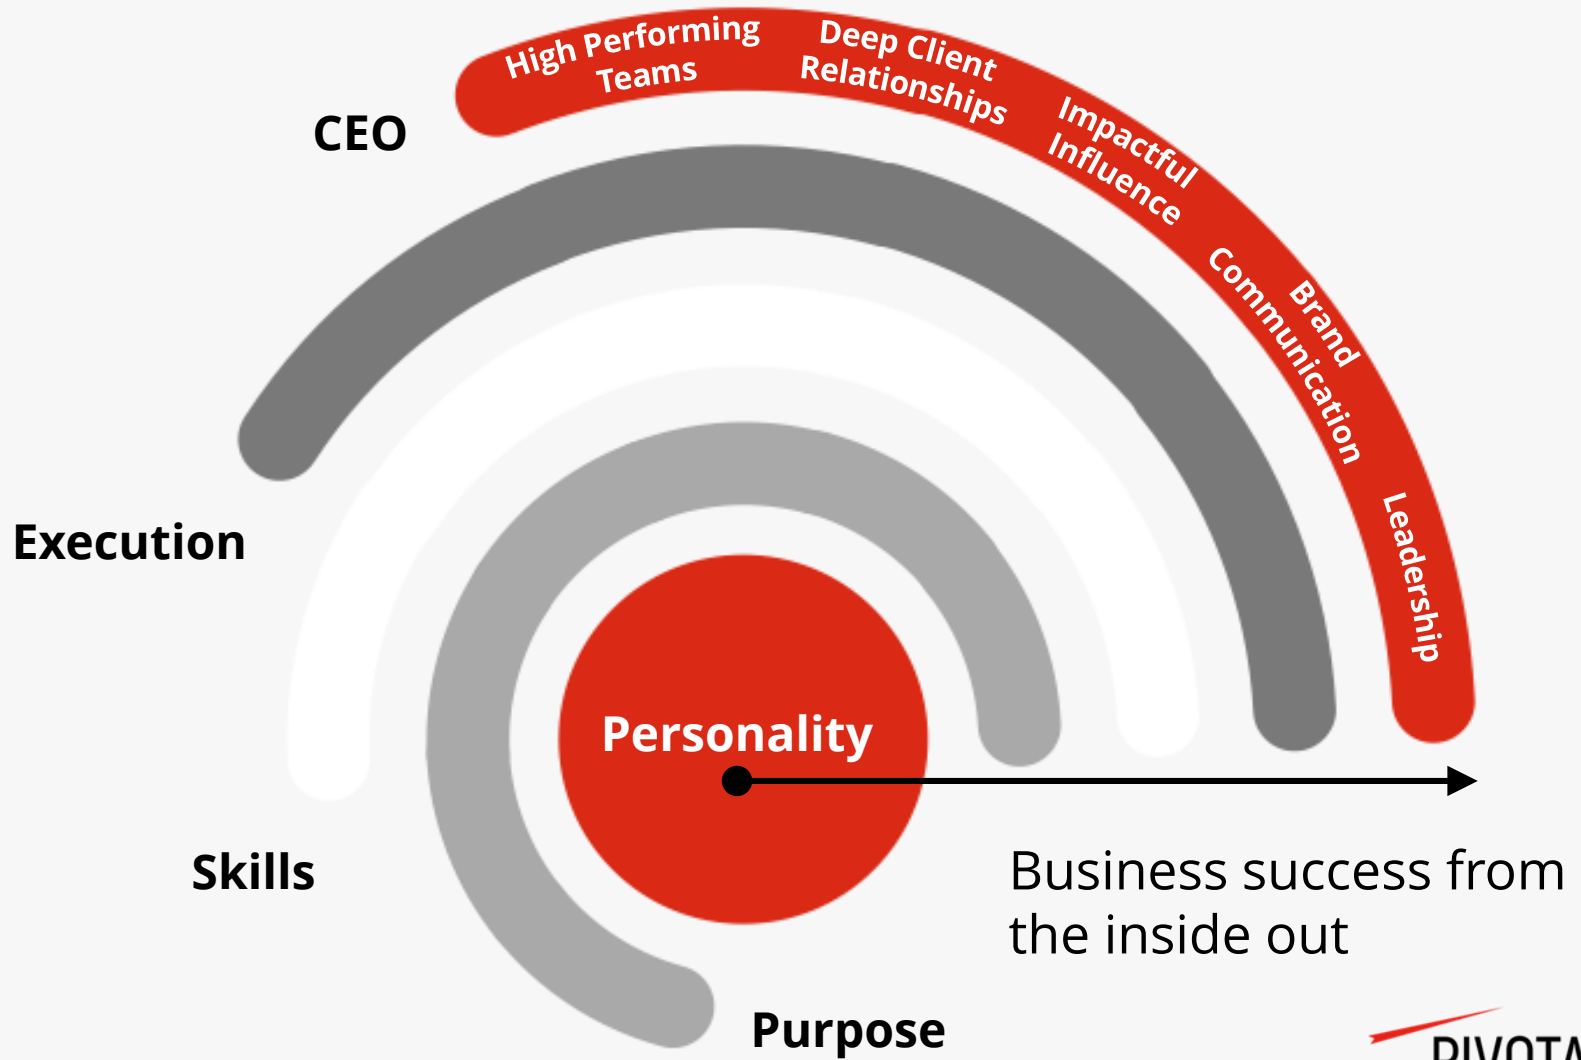 High Performing
Teams
Deep Client
Relationships
Impactful
Influence
Brand
Communication
Leadership
CEO
Execution
Skills
Personality
Business success from
the inside out
Purpose